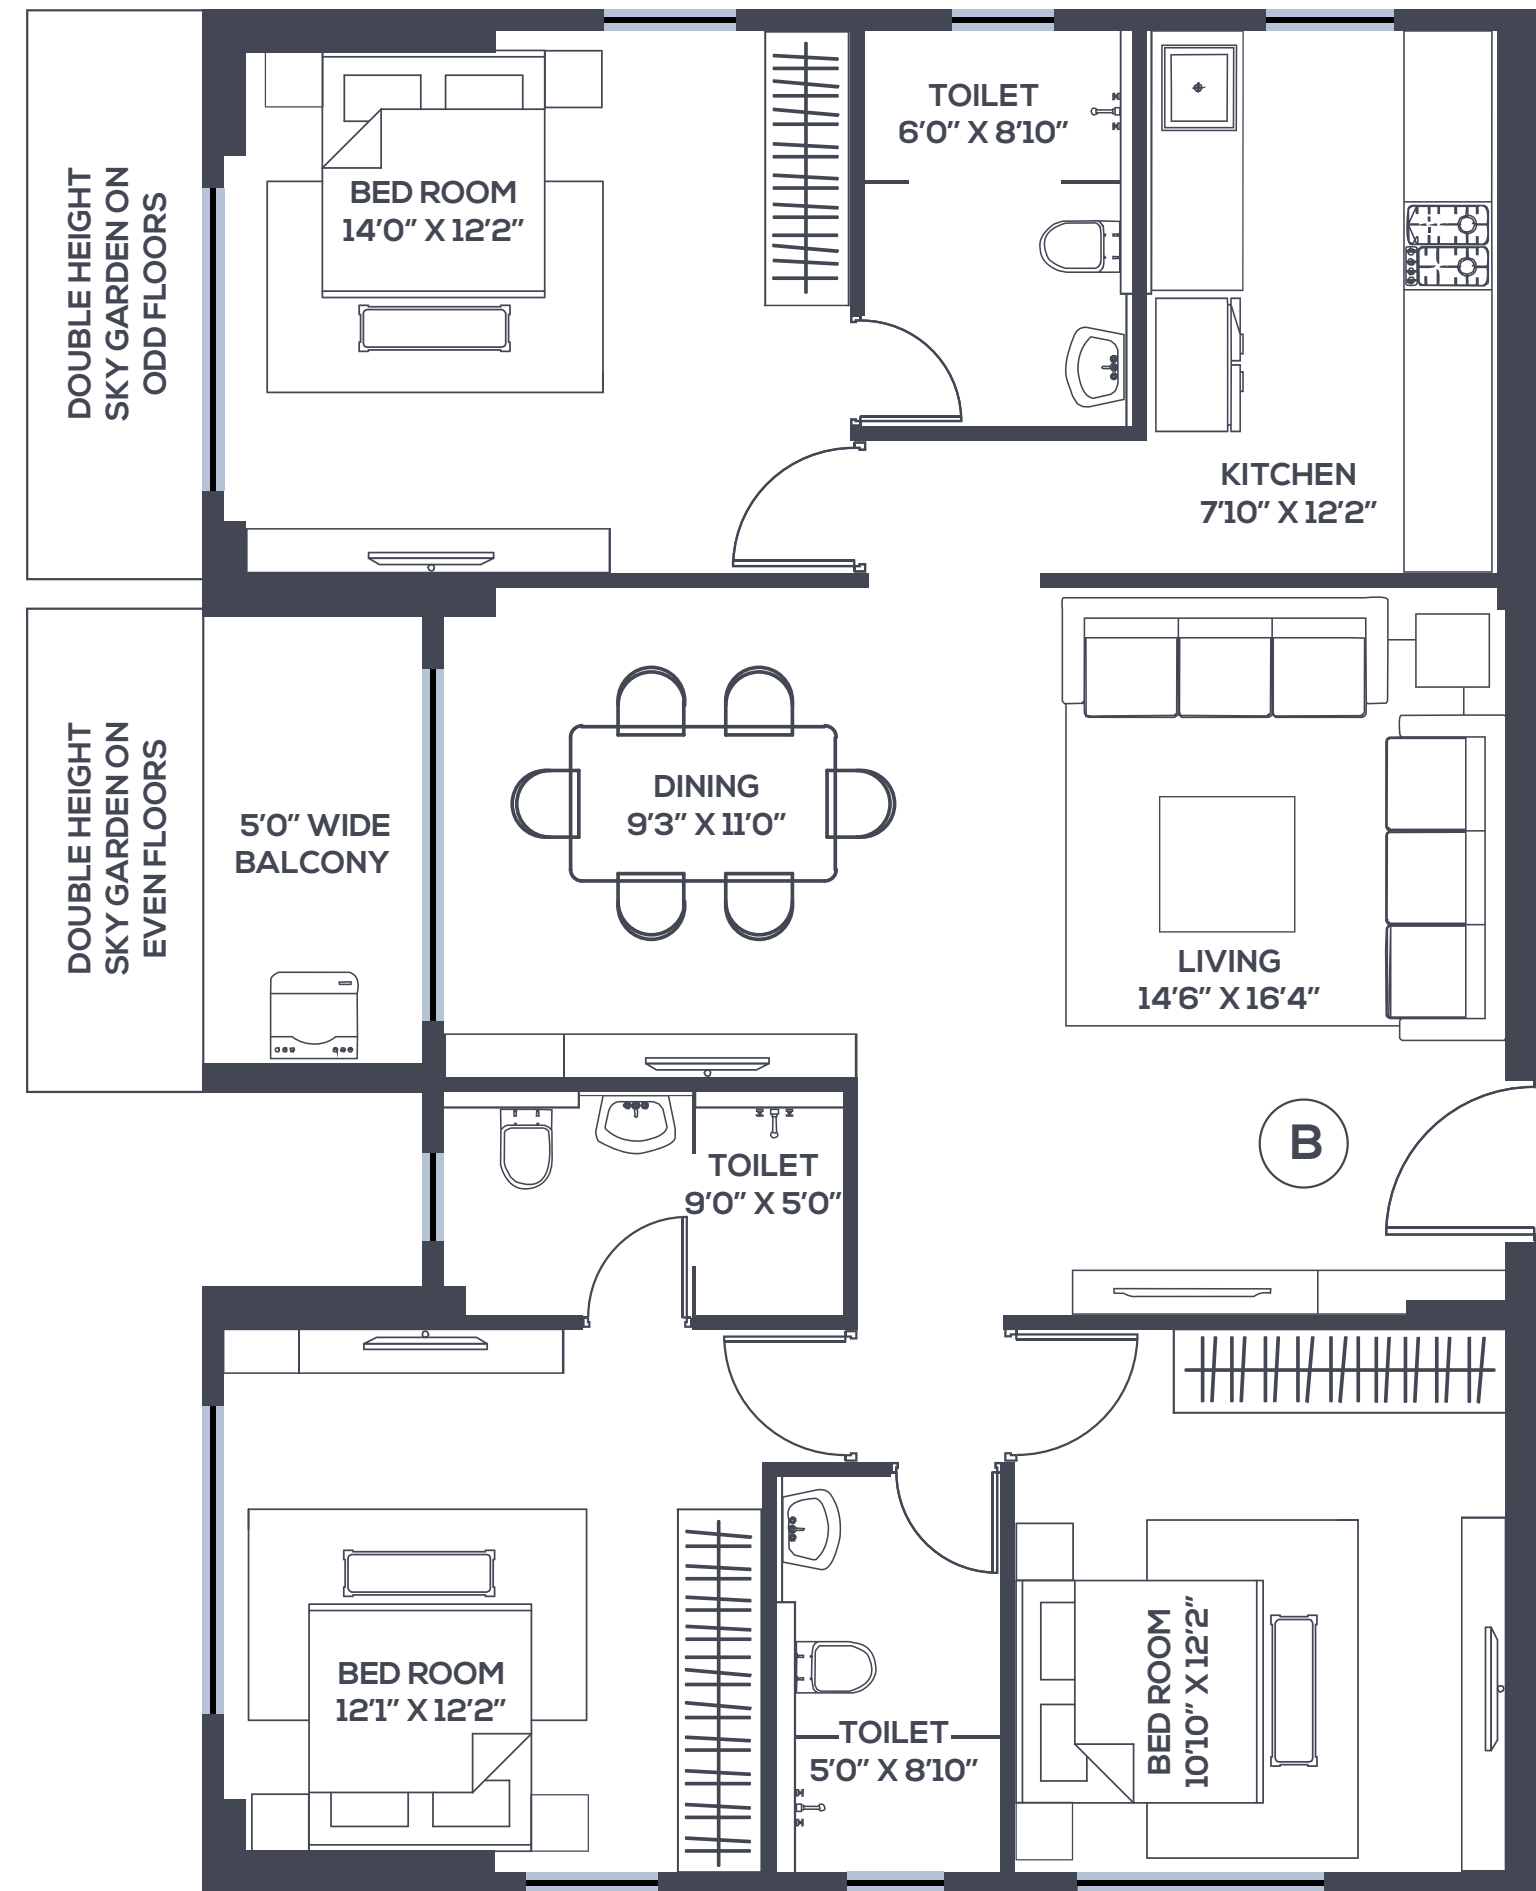 DOUBLE HEIGHT
SKY GARDEN ON
ODD FLOORS
BED ROOM
14'0" X 12'2"
TOILET
6'0" X 8'10"
KITCHEN
7'10" X 12'2"
DOUBLE HEIGHT
SKY GARDEN ON
EVEN FLOORS
5'0" WIDE
BALCONY
DINING
9'3" X 11'0"
LIVING
14'6" X 16'4"
B
TOILET
9'0" X 5'0"
BED ROOM
12'1" X 12'2"
TOILET
5'0" X 8'10"
BED ROOM
10'10" X 12'2"